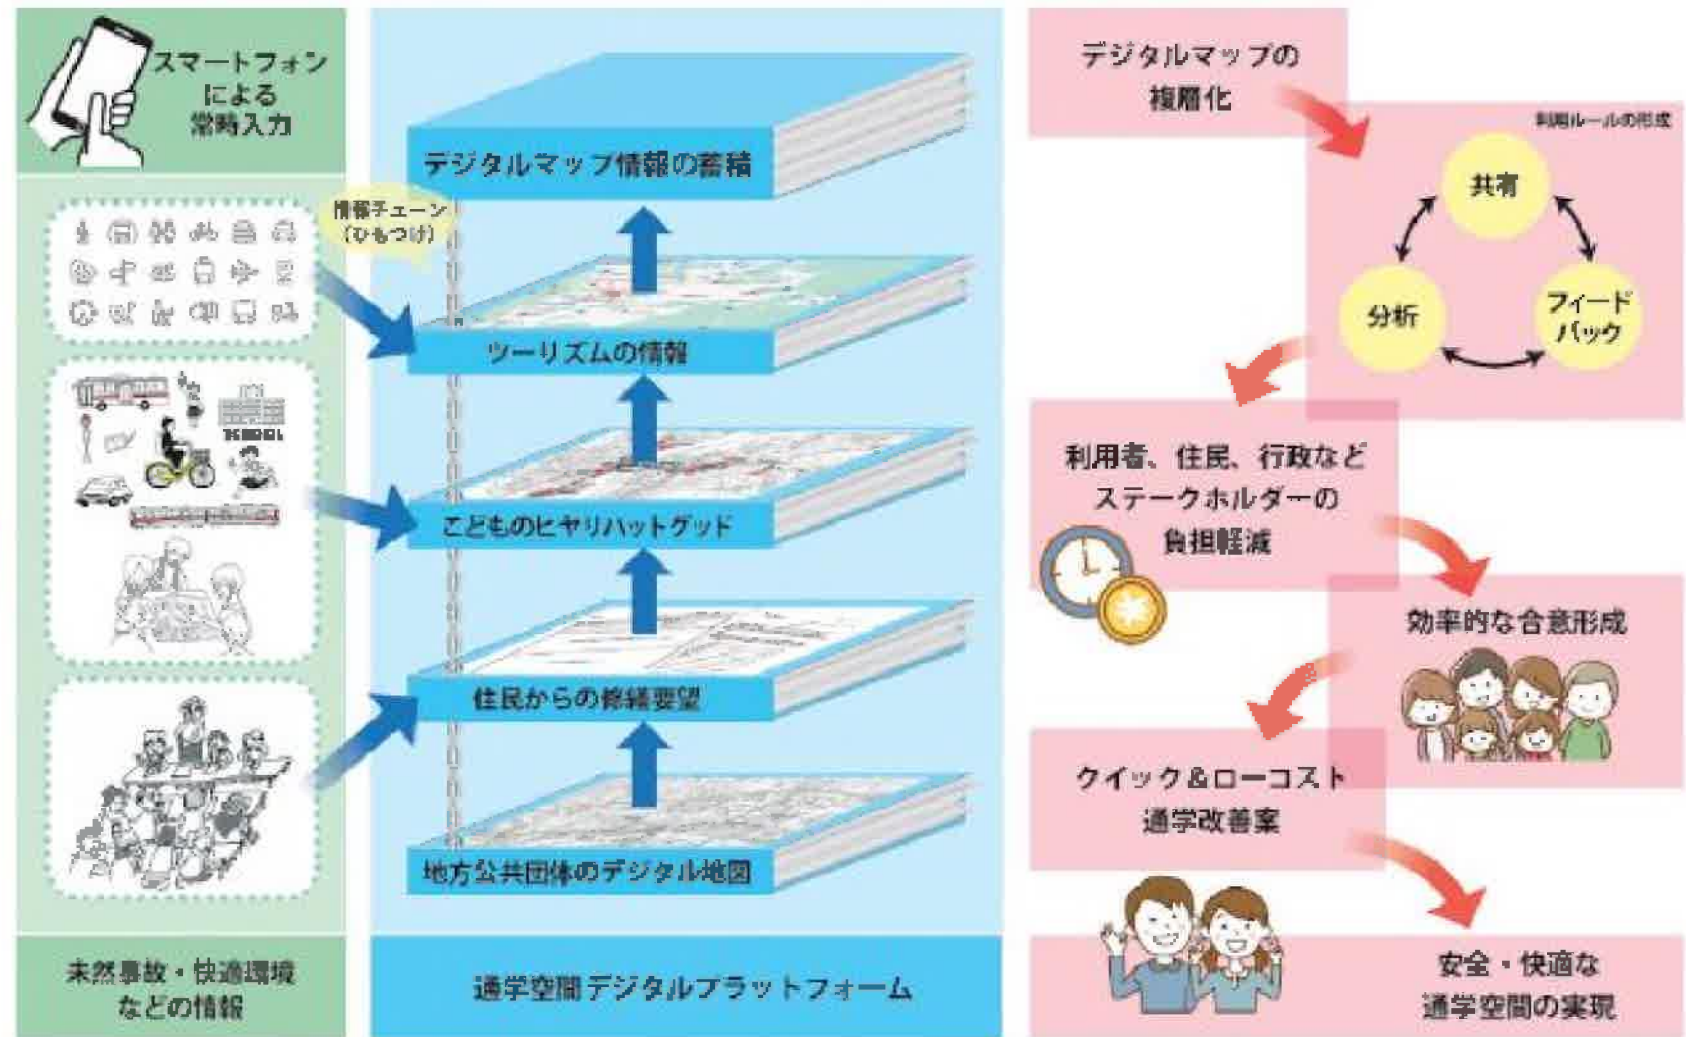 スマートフォン
による
常時入力
SCHOOL
未然事故・快適環境
などの情報
デジタルマップ情報の蓄積
情報チェーン
(ひもつけ)
ツーリズムの情報
こどものヒヤリハットグッド
住民からの修繕要望
地方公共団体のデジタル地図
通学空間デジタルプラットフォーム
デジタルマップの
複層化
利用ルールの形成
共有
分析
フィード
バック
利用者、住民、行政など
ステークホルダーの
負担軽減
効率的な合意形成
クイック&ローコスト
通学改善案
安全・快適な
通学空間の実現